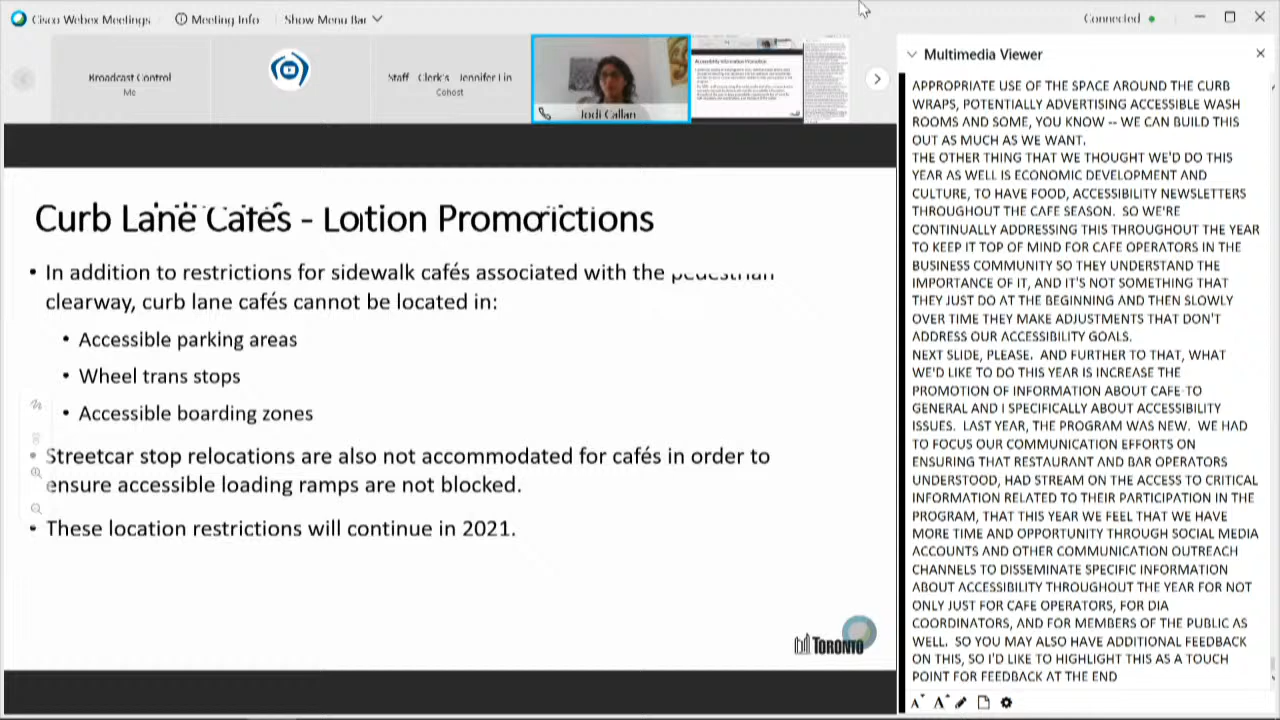 Cisco Webex Meetings
Meeting Info
Show Menu Bar
Connected
Cohost
Jodi Callan
Multimedia Viewer
Curb Lane Cafés -
In addition to restrictions for sidewalk cafés associated with the pedestrian
clearway, curb lane cafés cannot be located in:
Accessible parking areas
Wheel trans stops
Accessible boarding zones
Streetcar stop relocations are also not accommodated for cafés in order to
ensure accessible loading ramps are not blocked.
These location restrictions will continue in 2021.
TORONTO
APPROPRIATE USE OF THE SPACE AROUND THE CURB
WRAPS, POTENTIALLY ADVERTISING ACCESSIBLE WASH
ROOMS AND SOME, YOU KNOW -- WE CAN BUILD THIS
OUT AS MUCH AS WE WANT.
THE OTHER THING THAT WE THOUGHT WE'D DO THIS
YEAR AS WELL IS ECONOMIC DEVELOPMENT AND
CULTURE, TO HAVE FOOD, ACCESSIBILITY NEWSLETTERS
THROUGHOUT THE CAFE SEASON. SO WE'RE
CONTINUALLY ADDRESSING THIS THROUGHOUT THE YEAR
TO KEEP IT TOP OF MIND FOR CAFE OPERATORS IN THE
BUSINESS COMMUNITY SO THEY UNDERSTAND THE
IMPORTANCE OF IT, AND IT'S NOT SOMETHING THAT
THEY JUST DO AT THE BEGINNING AND THEN SLOWLY
OVER TIME THEY MAKE ADJUSTMENTS THAT DON'T
ADDRESS OUR ACCESSIBILITY GOALS.
NEXT SLIDE, PLEASE. AND FURTHER TO THAT, WHAT
WE'D LIKE TO DO THIS YEAR IS INCREASE THE
PROMOTION OF INFORMATION ABOUT CAFE TO
GENERAL AND I SPECIFICALLY ABOUT ACCESSIBILITY
ISSUES. LAST YEAR, THE PROGRAM WAS NEW. WE HAD
TO FOCUS OUR COMMUNICATION EFFORTS ON
ENSURING THAT RESTAURANT AND BAR OPERATORS
UNDERSTOOD, HAD STREAM ON THE ACCESS TO CRITICAL
INFORMATION RELATED TO THEIR PARTICIPATION IN THE
PROGRAM, THAT THIS YEAR WE FEEL THAT WE HAVE
MORE TIME AND OPPORTUNITY THROUGH SOCIAL MEDIA
ACCOUNTS AND OTHER COMMUNICATION OUTREACH
CHANNELS TO DISSEMINATE SPECIFIC INFORMATION
ABOUT ACCESSIBILITY THROUGHOUT THE YEAR FOR NOT
ONLY JUST FOR CAFE OPERATORS, FOR DIA
COORDINATORS, AND FOR MEMBERS OF THE PUBLIC AS
WELL. SO YOU MAY ALSO HAVE ADDITIONAL FEEDBACK
ON THIS, SO I'D LIKE TO HIGHLIGHT THIS AS A TOUCH
POINT FOR FEEDBACK AT THE END